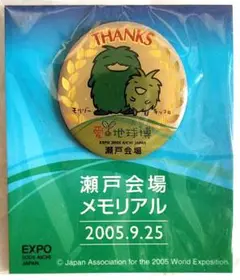 THANKS
モリゾー
キッコロ
愛・地球博
EXPO 2005 AICHI JAPAN
瀬戸会場
瀬戸会場
メモリアル
2005.9.25
EXPO
2005 AICHI
JAPAN
© Japan Association for the 2005 World Exposition